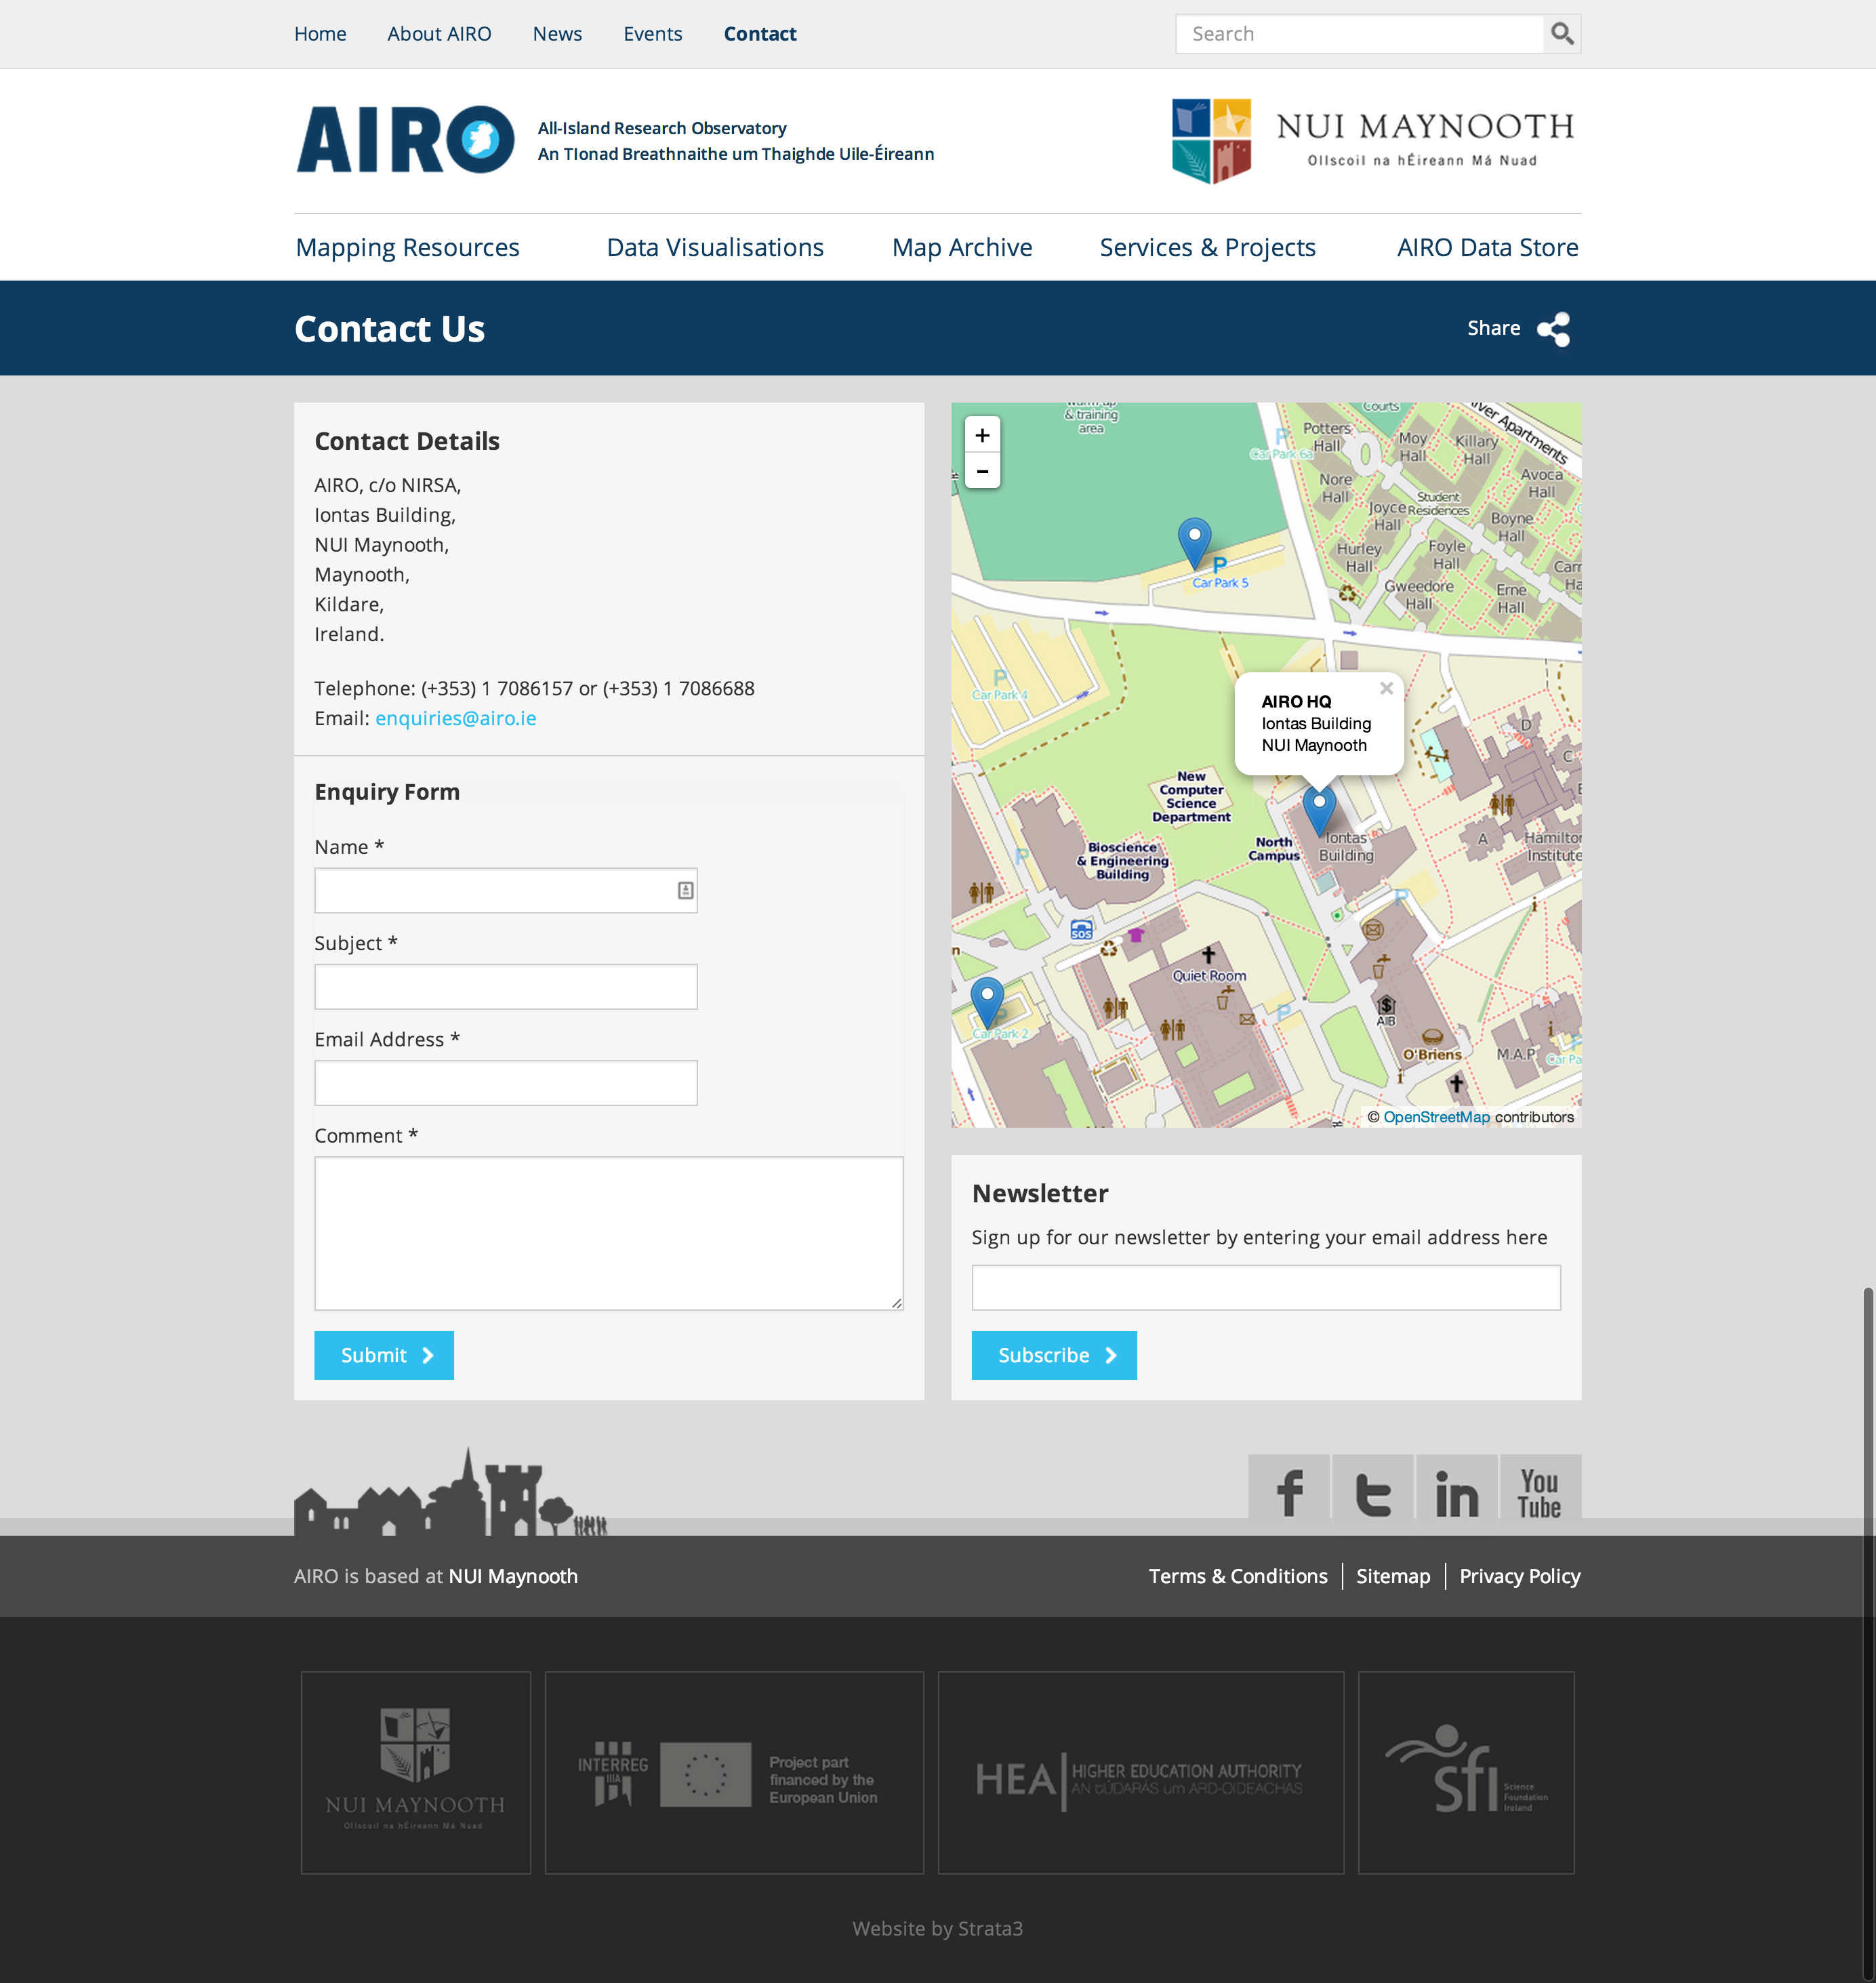 Home
About AIRO
News
Events
Contact
Search
AIRO
All-Island Research Observatory
An TIonad Breathnaithe um Thaighde Uile-Éireann
NUI MAYNOOTH
Ollscoil na hÉireann Má Nuad
Mapping Resources
Data Visualisations
Map Archive
Services & Projects
AIRO Data Store
Contact Us
Share
Contact Details
AIRO, c/o NIRSA,
Iontas Building,
NUI Maynooth,
Maynooth,
Kildare,
Ireland.
Telephone: (+353) 1 7086157 or (+353) 1 7086688
Email: enquiries@airo.ie
Enquiry Form
Name *
Subject *
Email Address *
Comment *
Submit
+
-
& training
area
Courts
River Apartments
P
Car Park 6a
Potters
Hall
Moy
Hall
Killary
Hall
Avoca
Hall
Nore
Hall
Joyce
Hall
Student
Residences
Boyne
Hall
Hurley
Hall
Foyle
Hall
Gweedore
Hall
Erne
Hall
P
Car Park 5
P
Car Park 4
AIRO HQ
Iontas Building
NUI Maynooth
D
C
New
Computer
Science
Department
Bioscience
& Engineering
Building
North
Campus
Iontas
Building
A
Hamilton
Institute
P
P
SOS
Quiet Room
P
Car Park 2
P
$
AIB
O'Briens
M.A.P
Car Pa
© OpenStreetMap contributors
Newsletter
Sign up for our newsletter by entering your email address here
Subscribe
f
t
in
You
Tube
AIRO is based at NUI Maynooth
Terms & Conditions
Sitemap
Privacy Policy
NUI MAYNOOTH
Ollscoil na hÉireann Má Nuad
INTERREG
IIIA
Project part
financed by the
European Union
HEA
HIGHER EDUCATION AUTHORITY
AN tÚDARÁS um ARD-OIDEACHAS
sfi
Science
Foundation
Ireland
Website by Strata3